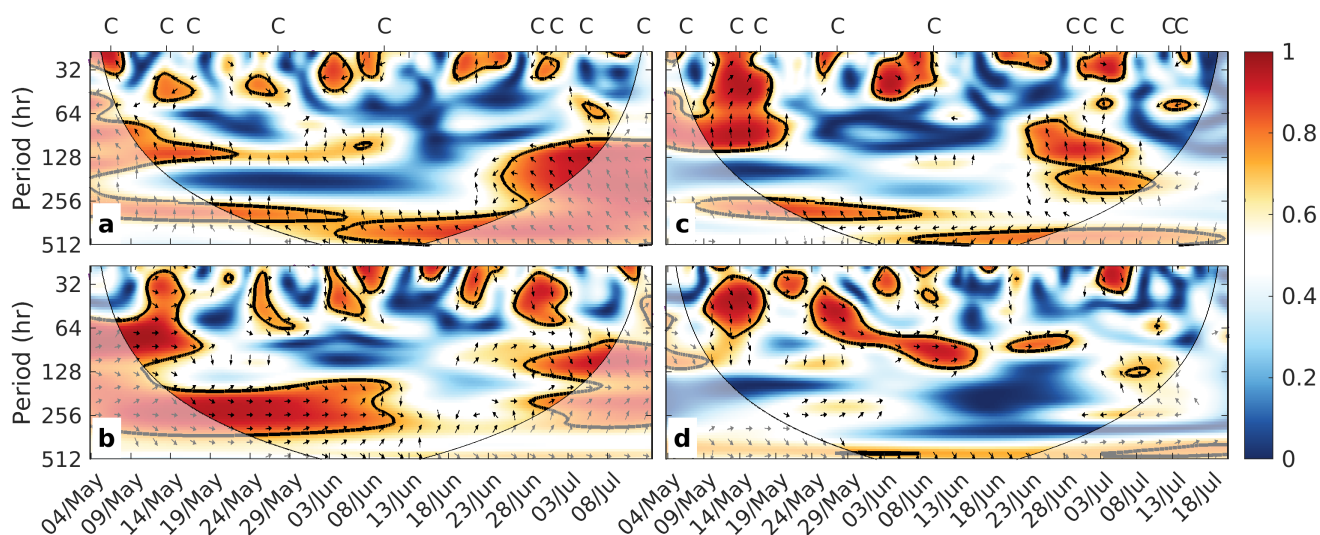 C C C C C C C C C
C C C C C C C C C C
Period (hr)
32
64
128
256
512
a
c
1
0.8
0.6
0.4
0.2
0
Period (hr)
32
64
128
256
512
b
d
04/May 09/May 14/May 19/May 24/May 29/May 03/Jun 08/Jun 13/Jun 18/Jun 23/Jun 28/Jun 03/Jul 08/Jul
04/May 09/May 14/May 19/May 24/May 29/May 03/Jun 08/Jun 13/Jun 18/Jun 23/Jun 28/Jun 03/Jul 08/Jul 13/Jul 18/Jul